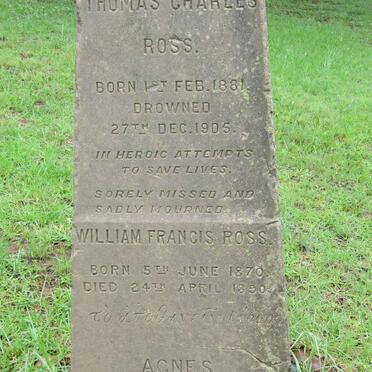 THOMAS CHARLES
ROSS.
BORN 1ST FEB. 1881.
DROWNED
27TH DEC. 1905.
IN HEROIC ATTEMPTS
TO SAVE LIVES.
SORELY MISSED AND
SADLY MOURNED.
WILLIAM FRANCIS ROSS.
BORN 5TH JUNE 1870.
DIED 24TH APRIL 1890.
AGNES